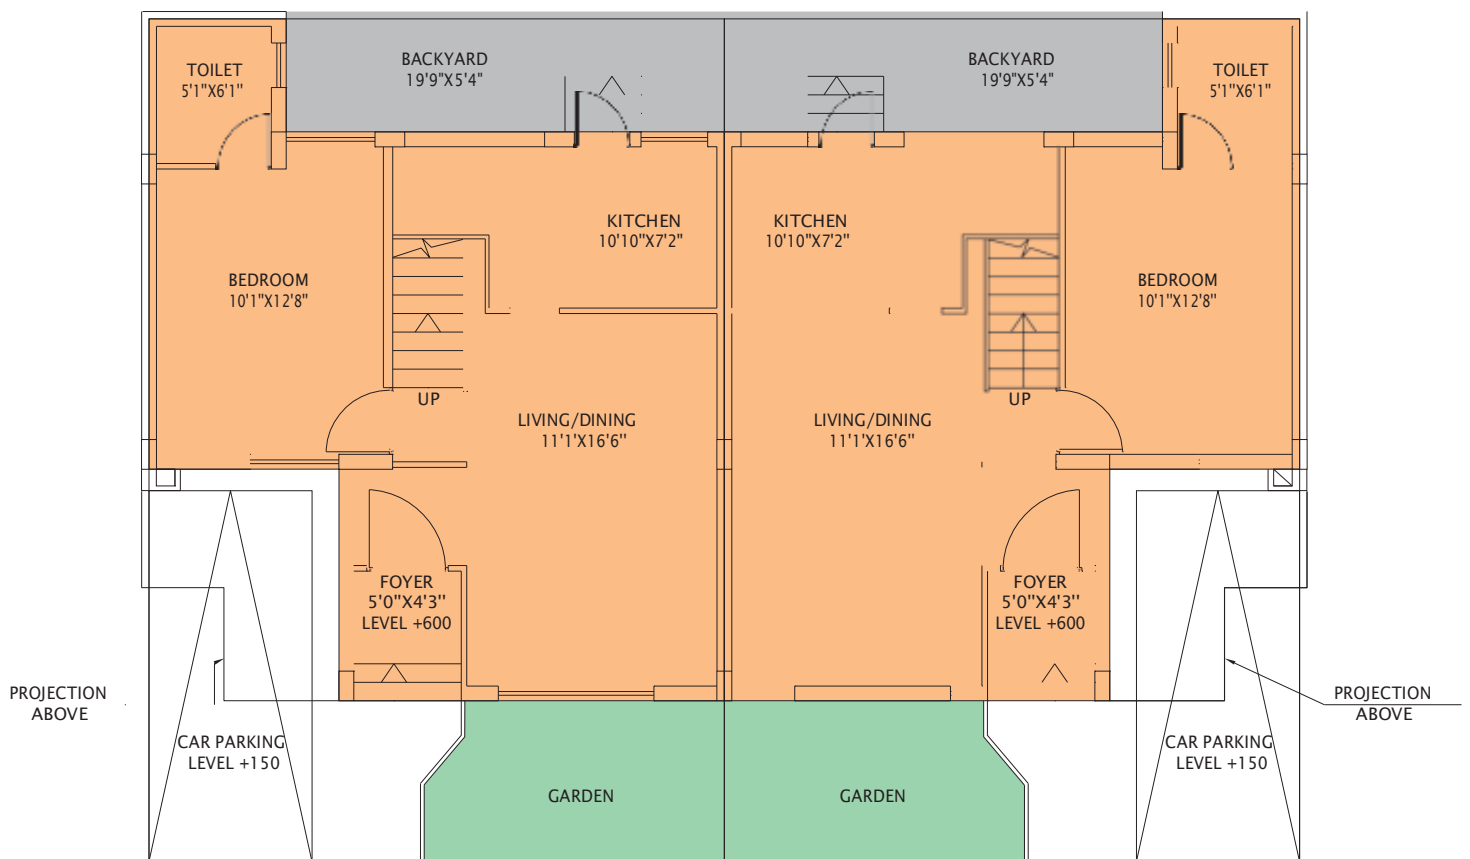 BACKYARD
19'9"X5'4"
BACKYARD
19'9"X5'4"
TOILET
5'1"X6'1"
TOILET
5'1"X6'1"
KITCHEN
10'10"X7'2"
KITCHEN
10'10"X7'2"
BEDROOM
10'1"X12'8"
BEDROOM
10'1"X12'8"
UP
UP
LIVING/DINING
11'1'X16'6''
LIVING/DINING
11'1'X16'6''
FOYER
5'0''X4'3''
LEVEL +600
FOYER
5'0''X4'3''
LEVEL +600
PROJECTION
ABOVE
PROJECTION
ABOVE
CAR PARKING
LEVEL +150
CAR PARKING
LEVEL +150
GARDEN
GARDEN